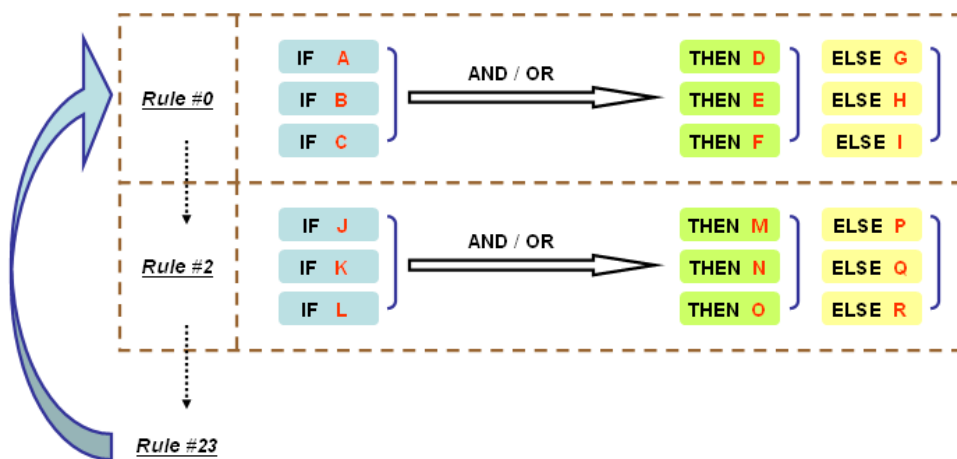 IF A
THEN D
ELSE G
AND / OR
Rule #0
IF B
THEN E
ELSE H
IF C
THEN F
ELSE I
IF J
THEN M
ELSE P
AND / OR
Rule #2
IF K
THEN N
ELSE Q
IF L
THEN O
ELSE R
Rule #23